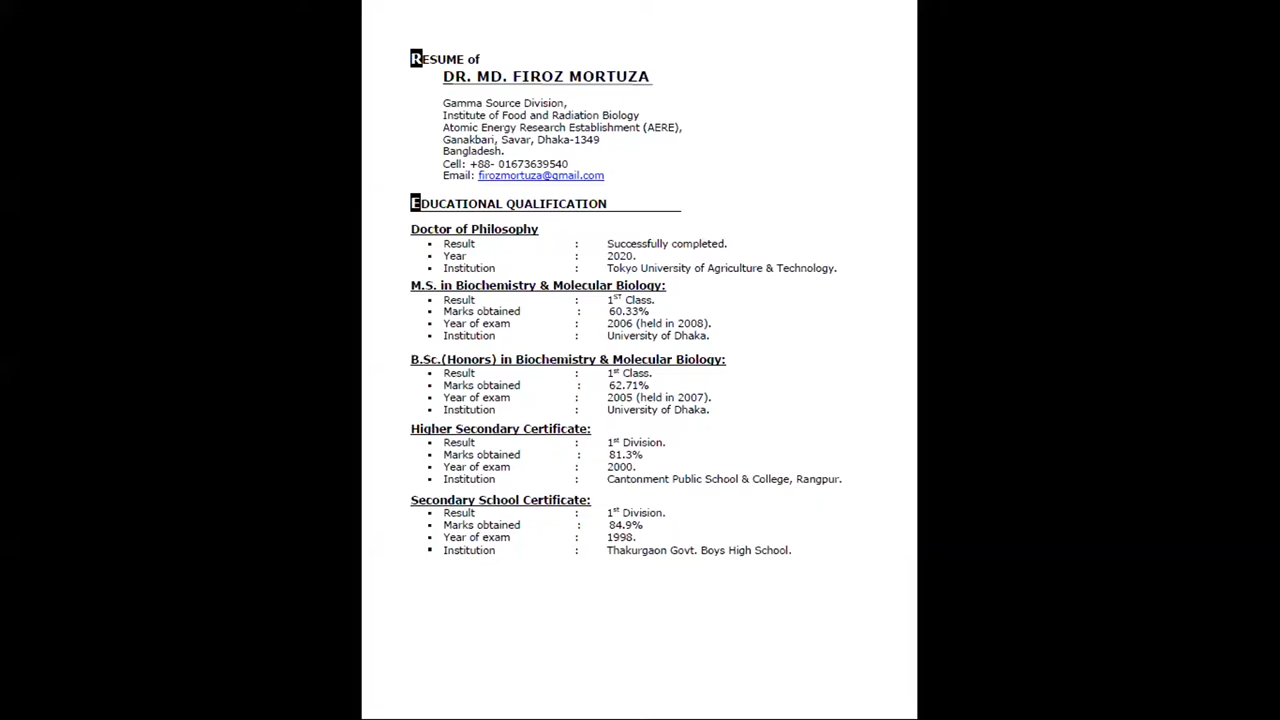 RESUME of
DR. MD. FIROZ MORTUZA
Gamma Source Division,
Institute of Food and Radiation Biology
Atomic Energy Research Establishment (AERE),
Ganakbari, Savar, Dhaka-1349
Bangladesh.
Cell: +88- 01673639540
Email: firozmortuza@gmail.com
EDUCATIONAL QUALIFICATION
Doctor of Philosophy
▪ Result : Successfully completed.
▪ Year : 2020.
▪ Institution : Tokyo University of Agriculture & Technology.
M.S. in Biochemistry & Molecular Biology:
▪ Result : 1ST Class.
▪ Marks obtained : 60.33%
▪ Year of exam : 2006 (held in 2008).
▪ Institution : University of Dhaka.
B.Sc.(Honors) in Biochemistry & Molecular Biology:
▪ Result : 1st Class.
▪ Marks obtained : 62.71%
▪ Year of exam : 2005 (held in 2007).
▪ Institution : University of Dhaka.
Higher Secondary Certificate:
▪ Result : 1st Division.
▪ Marks obtained : 81.3%
▪ Year of exam : 2000.
▪ Institution : Cantonment Public School & College, Rangpur.
Secondary School Certificate:
▪ Result : 1st Division.
▪ Marks obtained : 84.9%
▪ Year of exam : 1998.
▪ Institution : Thakurgaon Govt. Boys High School.